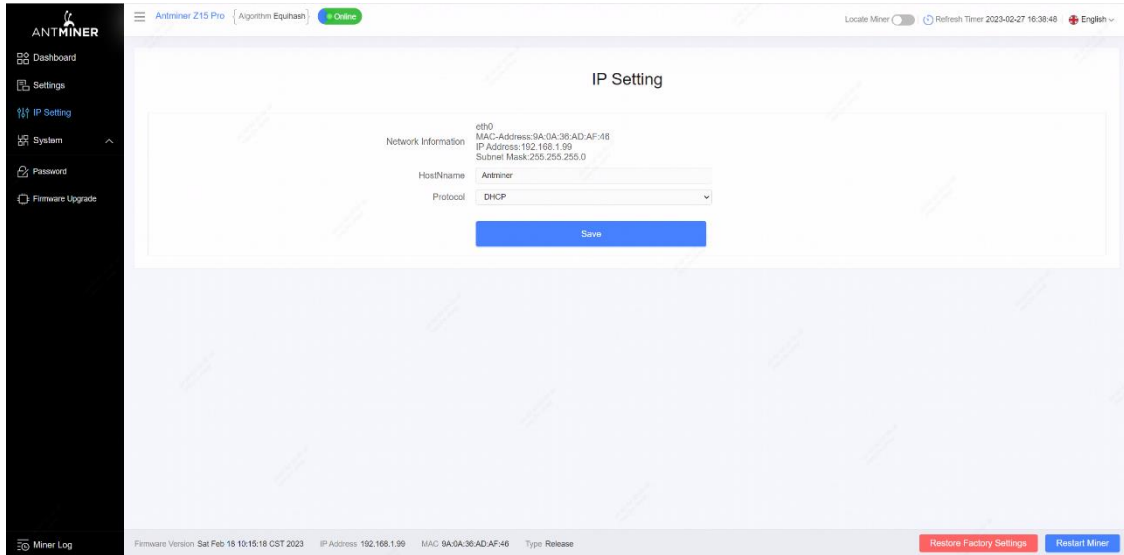 ANTMINER
Antminer Z15 Pro { Algorithm Equihash } Online
Locate Miner Refresh Timer 2023-02-27 16:38:48 English
Dashboard
Settings
IP Setting
System
Password
Firmware Upgrade
IP Setting
Network Information
eth0
MAC-Address:9A:0A:36:AD:AF:46
IP Address:192.168.1.99
Subnet Mask:255.255.255.0
HostNname Antminer
Protocol DHCP
Save
Miner Log
Firmware Version Sat Feb 18 10:15:18 CST 2023 IP Address 192.168.1.99 MAC 9A:0A:36:AD:AF:46 Type Release
Restore Factory Settings Restart Miner